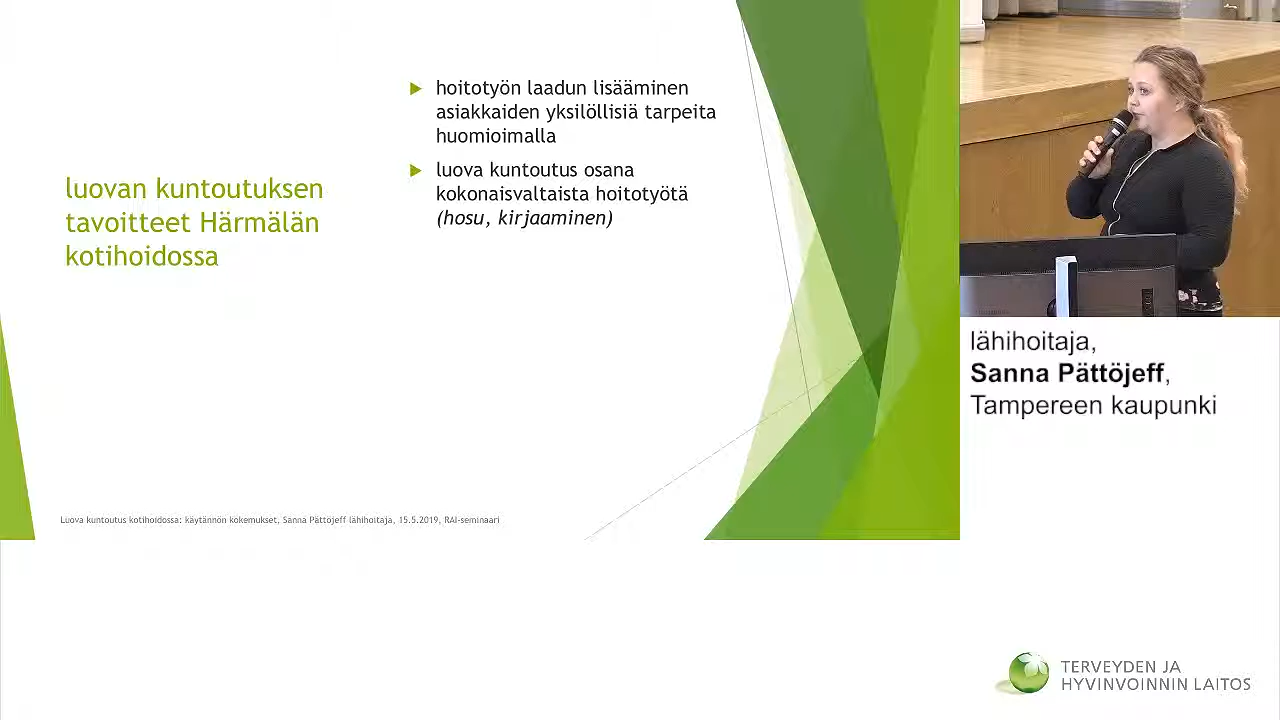 luovan kuntoutuksen
tavoitteet Härmälän
kotihoidossa
hoitotyön laadun lisääminen
asiakkaiden yksilöllisiä tarpeita
huomioimalla
luova kuntoutus osana
kokonaisvaltaista hoitotyötä
(hosu, kirjaaminen)
Luova kuntoutus kotihoidossa: käytännön kokemukset, Sanna Pättöjeff lähihoitaja, 15.5.2019, RAI-seminaari
lähihoitaja,
Sanna Pättöjeff,
Tampereen kaupunki
TERVEYDEN JA
HYVINVOINNIN LAITOS